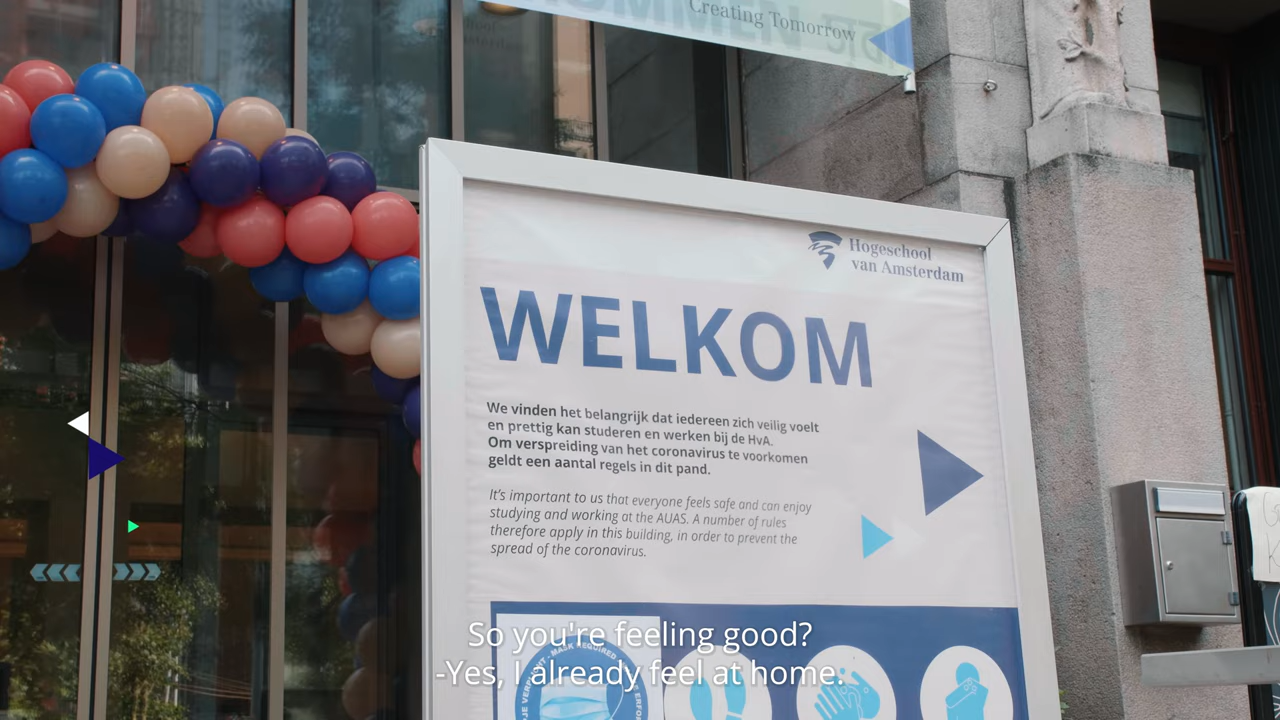 Creating Tomorrow
Hogeschool
van Amsterdam
WELKOM
We vinden het belangrijk dat iedereen zich veilig voelt
en prettig kan studeren en werken bij de HvA.
Om verspreiding van het coronavirus te voorkomen
geldt een aantal regels in dit pand.
It's important to us that everyone feels safe and can enjoy
studying and working at the AUAS. A number of rules
therefore apply in this building, in order to prevent the
spread of the coronavirus.
MASK REQUIRED
So you're feeling good?
-Yes, I already feel at home.